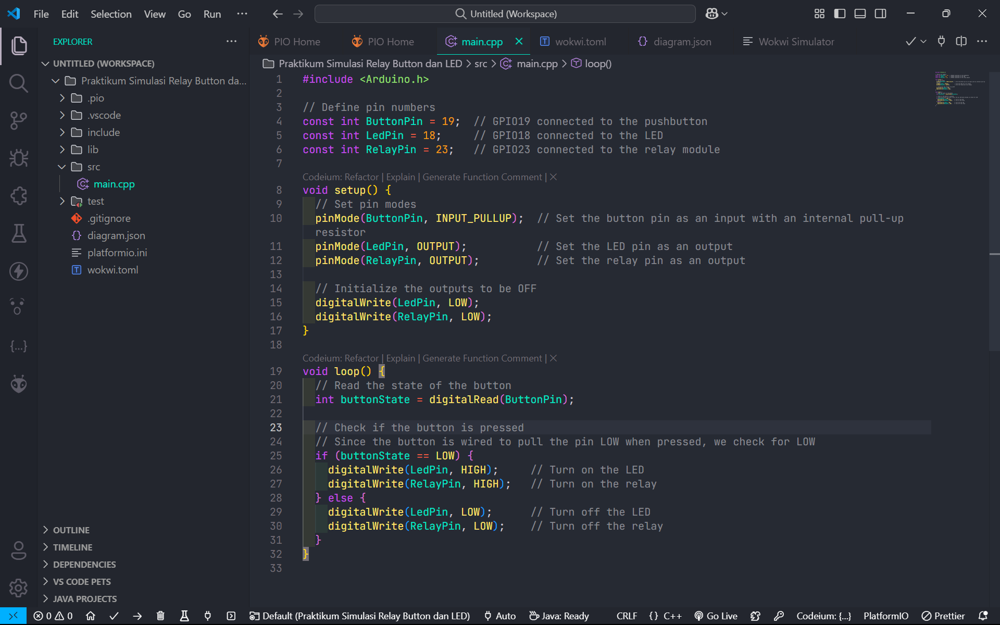 File Edit Selection View Go Run ··· Untitled (Workspace)
EXPLORER ···
PIO Home PIO Home main.cpp wokwi.toml {} diagram.json Wokwi Simulator ···
UNTITLED (WORKSPACE)
Praktikum Simulasi Relay Button da...
.pio
.vscode
include
lib
src
main.cpp
test
.gitignore
{} diagram.json
platformio.ini
wokwi.toml
OUTLINE
TIMELINE
DEPENDENCIES
VS CODE PETS
JAVA PROJECTS
Praktikum Simulasi Relay Button dan LED > src > main.cpp > loop()
1 #include <Arduino.h>
2
3 // Define pin numbers
4 const int ButtonPin = 19;  // GPIO19 connected to the pushbutton
5 const int LedPin = 18;     // GPIO18 connected to the LED
6 const int RelayPin = 23;   // GPIO23 connected to the relay module
7
Codeium: Refactor | Explain | Generate Function Comment | ×
8 void setup() {
9   // Set pin modes
10   pinMode(ButtonPin, INPUT_PULLUP);  // Set the button pin as an input with an internal pull-up
resistor
11   pinMode(LedPin, OUTPUT);           // Set the LED pin as an output
12   pinMode(RelayPin, OUTPUT);         // Set the relay pin as an output
13
14   // Initialize the outputs to be OFF
15   digitalWrite(LedPin, LOW);
16   digitalWrite(RelayPin, LOW);
17 }
18
Codeium: Refactor | Explain | Generate Function Comment | ×
19 void loop() {
20   // Read the state of the button
21   int buttonState = digitalRead(ButtonPin);
22
23   // Check if the button is pressed
24   // Since the button is wired to pull the pin LOW when pressed, we check for LOW
25   if (buttonState == LOW) {
26     digitalWrite(LedPin, HIGH);     // Turn on the LED
27     digitalWrite(RelayPin, HIGH);   // Turn on the relay
28   } else {
29     digitalWrite(LedPin, LOW);      // Turn off the LED
30     digitalWrite(RelayPin, LOW);    // Turn off the relay
31   }
32 }
33
0 0 Default (Praktikum Simulasi Relay Button dan LED) Auto Java: Ready CRLF {} C++ Go Live Codeium: {...} PlatformIO Prettier